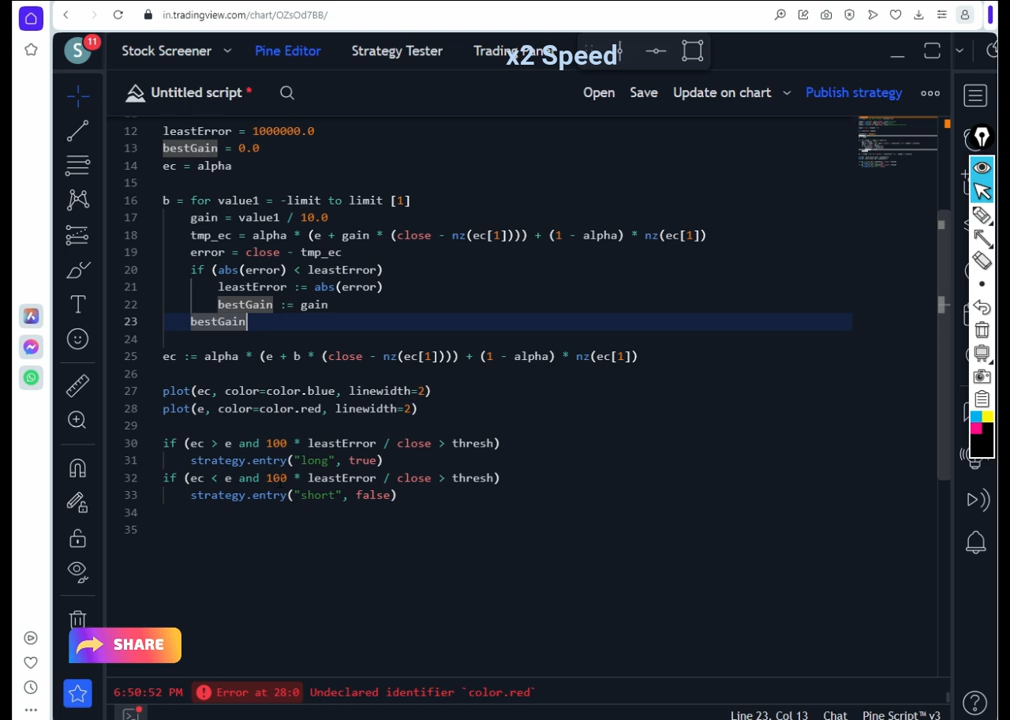 in.tradingview.com/chart/OZsOd7BB/
S 11 Stock Screener Pine Editor Strategy Tester Trading Panel
x2 Speed
Untitled script * Open Save Update on chart Publish strategy
12 leastError = 1000000.0
13 bestGain = 0.0
14 ec = alpha
15
16 b = for value1 = -limit to limit [1]
17 gain = value1 / 10.0
18 tmp_ec = alpha * (e + gain * (close - nz(ec[1]))) + (1 - alpha) * nz(ec[1])
19 error = close - tmp_ec
20 if (abs(error) < leastError)
21 leastError := abs(error)
22 bestGain := gain
23 bestGain
24
25 ec := alpha * (e + b * (close - nz(ec[1]))) + (1 - alpha) * nz(ec[1])
26
27 plot(ec, color=color.blue, linewidth=2)
28 plot(e, color=color.red, linewidth=2)
29
30 if (ec > e and 100 * leastError / close > thresh)
31 strategy.entry("long", true)
32 if (ec < e and 100 * leastError / close > thresh)
33 strategy.entry("short", false)
34
35
SHARE
6:50:52 PM Error at 28:0 Undeclared identifier `color.red`
Line 23, Col 13 Chat Pine Script™ v3